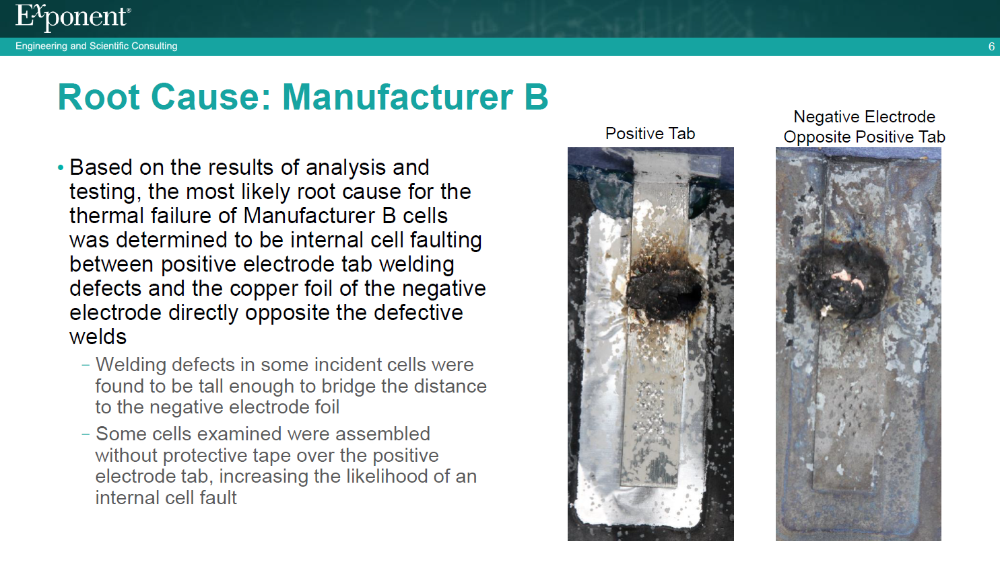 Exponent®
Engineering and Scientific Consulting
6
Root Cause: Manufacturer B
• Based on the results of analysis and
testing, the most likely root cause for the
thermal failure of Manufacturer B cells
was determined to be internal cell faulting
between positive electrode tab welding
defects and the copper foil of the negative
electrode directly opposite the defective
welds
– Welding defects in some incident cells were
found to be tall enough to bridge the distance
to the negative electrode foil
– Some cells examined were assembled
without protective tape over the positive
electrode tab, increasing the likelihood of an
internal cell fault
Positive Tab
Negative Electrode
Opposite Positive Tab